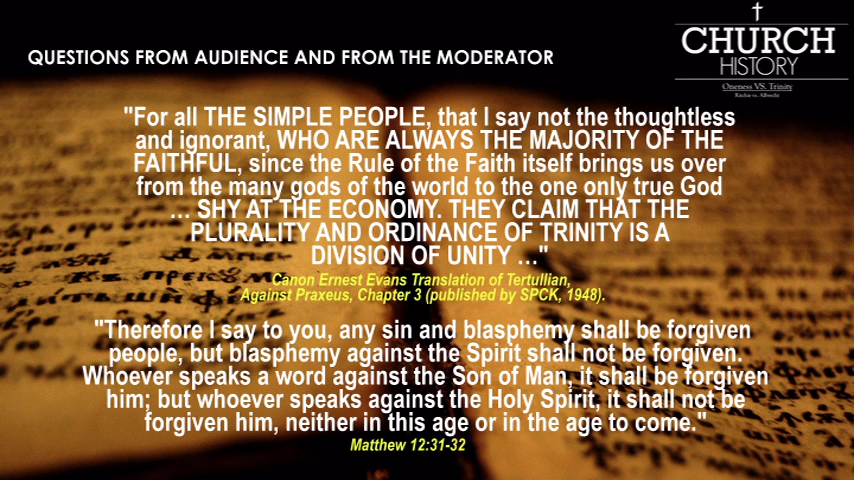 QUESTIONS FROM AUDIENCE AND FROM THE MODERATOR
CHURCH
HISTORY
Oneness VS. Trinity
Ritchie vs. Albrecht
"For all THE SIMPLE PEOPLE, that I say not the thoughtless
and ignorant, WHO ARE ALWAYS THE MAJORITY OF THE
FAITHFUL, since the Rule of the Faith itself brings us over
from the many gods of the world to the one only true God
... SHY AT THE ECONOMY. THEY CLAIM THAT THE
PLURALITY AND ORDINANCE OF TRINITY IS A
DIVISION OF UNITY ..."
Canon Ernest Evans Translation of Tertullian,
Against Praxeus, Chapter 3 (published by SPCK, 1948).
"Therefore I say to you, any sin and blasphemy shall be forgiven
people, but blasphemy against the Spirit shall not be forgiven.
Whoever speaks a word against the Son of Man, it shall be forgiven
him; but whoever speaks against the Holy Spirit, it shall not be
forgiven him, neither in this age or in the age to come."
Matthew 12:31-32